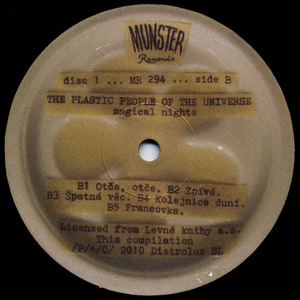 MUNSTER
Records
disc 1 ... MR 294 ... side B
THE PLASTIC PEOPLE OF THE UNIVERSE
magical nights
B1 Otče, otče. B2 Zpívá.
B3 Špatná věc. B4 Kolejnice duní.
B5 Francovka.
Licensed from Levné knihy a.s.
This compilation
/P/+/C/ 2010 Distrolux SL